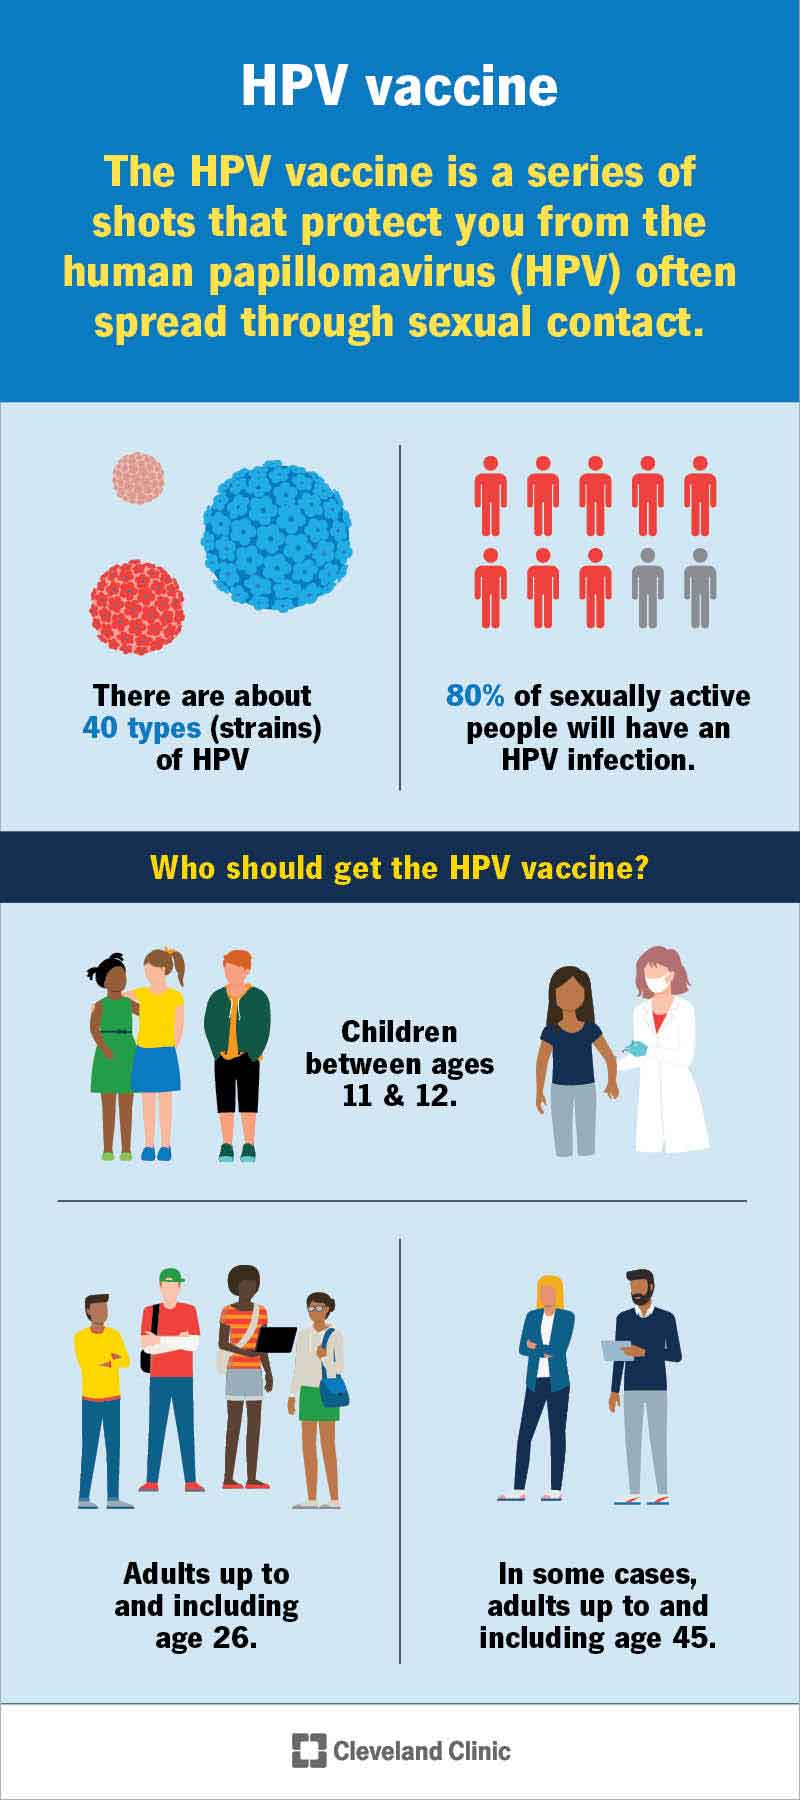 HPV vaccine
The HPV vaccine is a series of
shots that protect you from the
human papillomavirus (HPV) often
spread through sexual contact.
There are about
40 types (strains)
of HPV
80% of sexually active
people will have an
HPV infection.
Who should get the HPV vaccine?
Children
between ages
11 & 12.
Adults up to
and including
age 26.
In some cases,
adults up to and
including age 45.
Cleveland Clinic